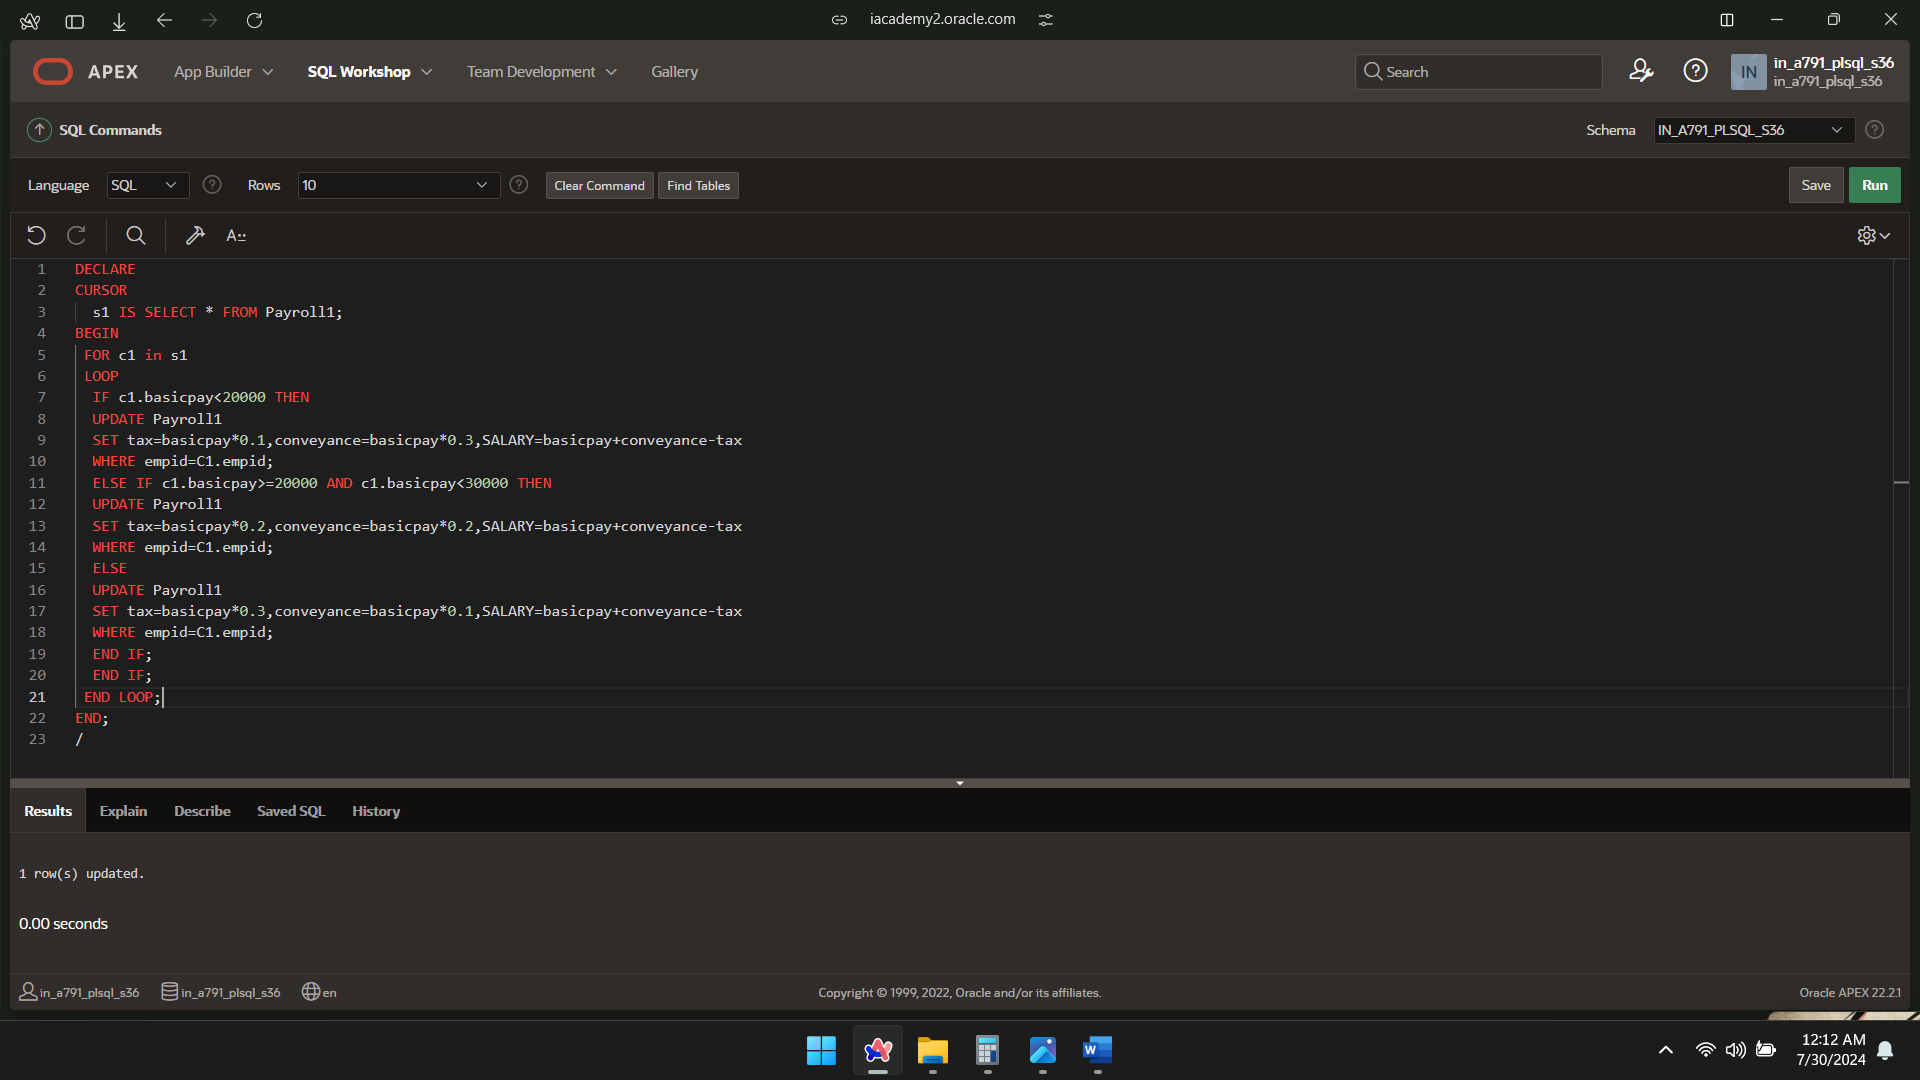 iacademy2.oracle.com
APEX App Builder SQL Workshop Team Development Gallery Search IN in_a791_plsql_s36
in_a791_plsql_s36
SQL Commands Schema IN_A791_PLSQL_S36
Language SQL Rows 10 Clear Command Find Tables Save Run
A
1 DECLARE
2 CURSOR
3 s1 IS SELECT * FROM Payroll1;
4 BEGIN
5 FOR c1 in s1
6 LOOP
7 IF c1.basicpay<20000 THEN
8 UPDATE Payroll1
9 SET tax=basicpay*0.1,conveyance=basicpay*0.3,SALARY=basicpay+conveyance-tax
10 WHERE empid=C1.empid;
11 ELSE IF c1.basicpay>=20000 AND c1.basicpay<30000 THEN
12 UPDATE Payroll1
13 SET tax=basicpay*0.2,conveyance=basicpay*0.2,SALARY=basicpay+conveyance-tax
14 WHERE empid=C1.empid;
15 ELSE
16 UPDATE Payroll1
17 SET tax=basicpay*0.3,conveyance=basicpay*0.1,SALARY=basicpay+conveyance-tax
18 WHERE empid=C1.empid;
19 END IF;
20 END IF;
21 END LOOP;
22 END;
23 /
Results Explain Describe Saved SQL History
1 row(s) updated.
0.00 seconds
in_a791_plsql_s36 in_a791_plsql_s36 en Copyright © 1999, 2022, Oracle and/or its affiliates. Oracle APEX 22.2.1
W 12:12 AM
7/30/2024